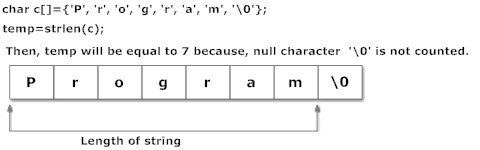 char c[]={'P', 'r', 'o', 'g', 'r', 'a', 'm', '\0'};
temp=strlen(c);
Then, temp will be equal to 7 because, null character '\0' is not counted.
P r o g r a m \0
Length of string